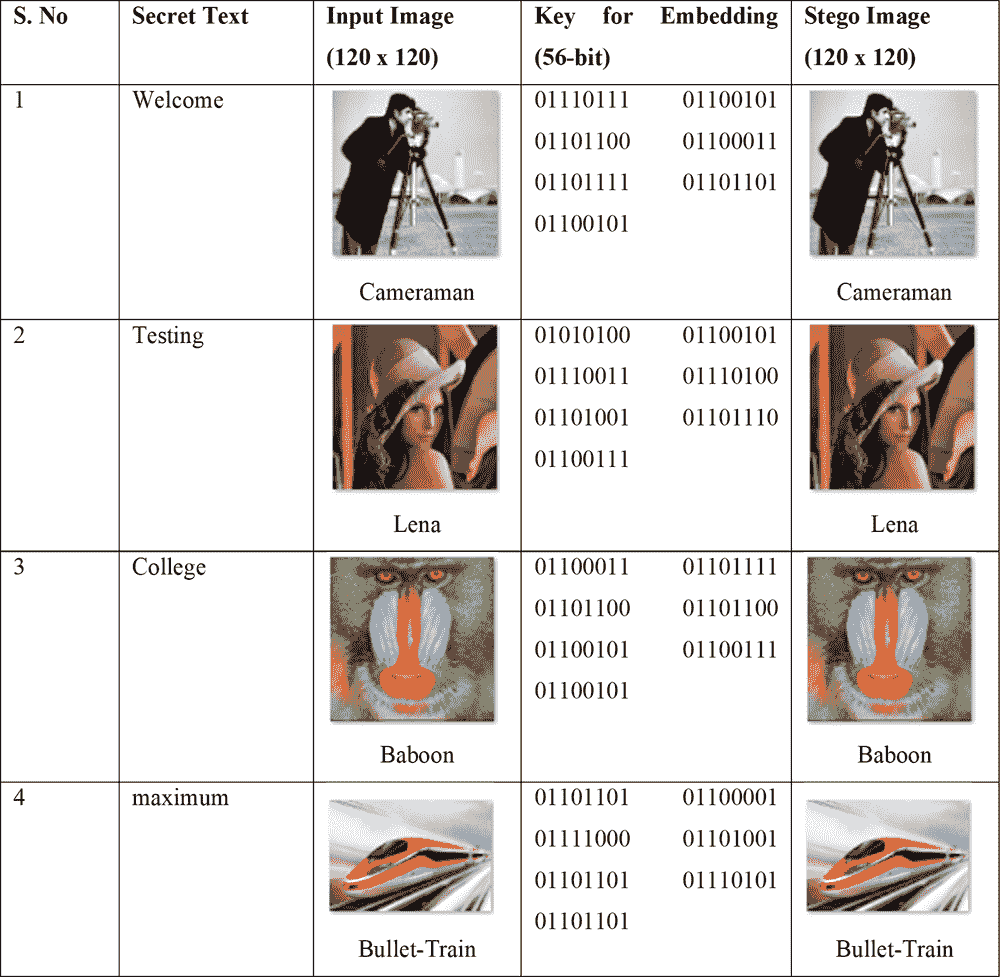 S. No Secret Text Input Image Key for Embedding Stego Image
(120 x 120) (56-bit) (120 x 120)
1 Welcome 01110111 01100101
01101100 01100011
01101111 01101101
01100101
Cameraman Cameraman
2 Testing 01010100 01100101
01110011 01110100
01101001 01101110
01100111
Lena Lena
3 College 01100011 01101111
01101100 01101100
01100101 01100111
01100101
Baboon Baboon
4 maximum 01101101 01100001
01111000 01101001
01101101 01110101
01101101
Bullet-Train Bullet-Train